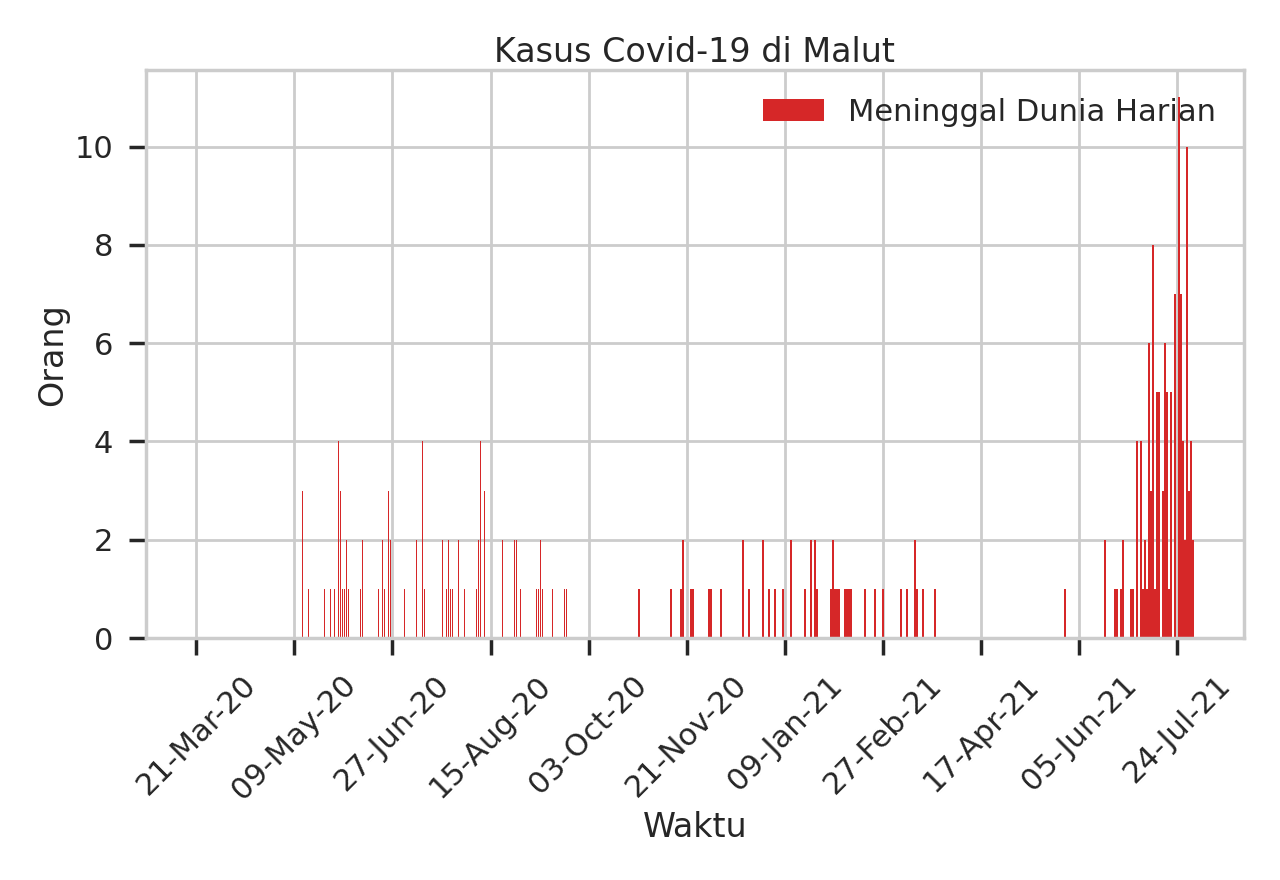 Kasus Covid-19 di Malut
Meninggal Dunia Harian
10
8
6
4
2
0
Orang
21-Mar-20
09-May-20
27-Jun-20
15-Aug-20
03-Oct-20
21-Nov-20
09-Jan-21
27-Feb-21
17-Apr-21
05-Jun-21
24-Jul-21
Waktu